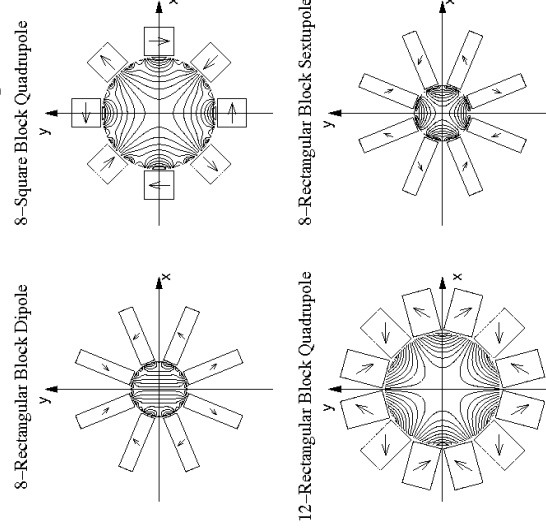 8−Square Block Quadrupole
y
x
8−Rectangular Block Sextupole
y
8−Rectangular Block Dipole
y
x
12−Rectangular Block Quadrupole
y
x